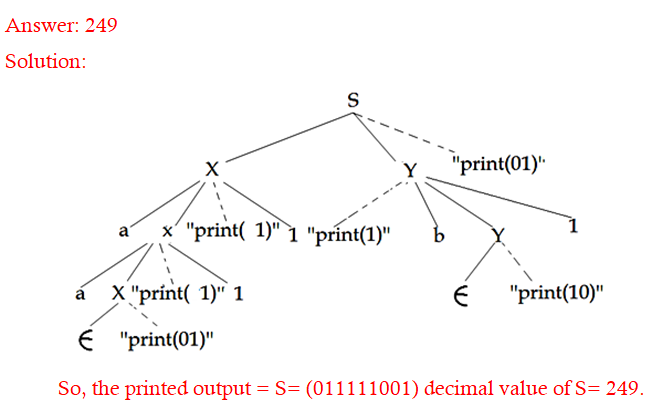 Answer: 249
Solution:
S
X Y "print(01)"
a x "print( 1)" 1 "print(1)" b Y 1
a X "print( 1)" 1 ∈ "print(10)"
∈ "print(01)"
So, the printed output = S= (011111001) decimal value of S= 249.